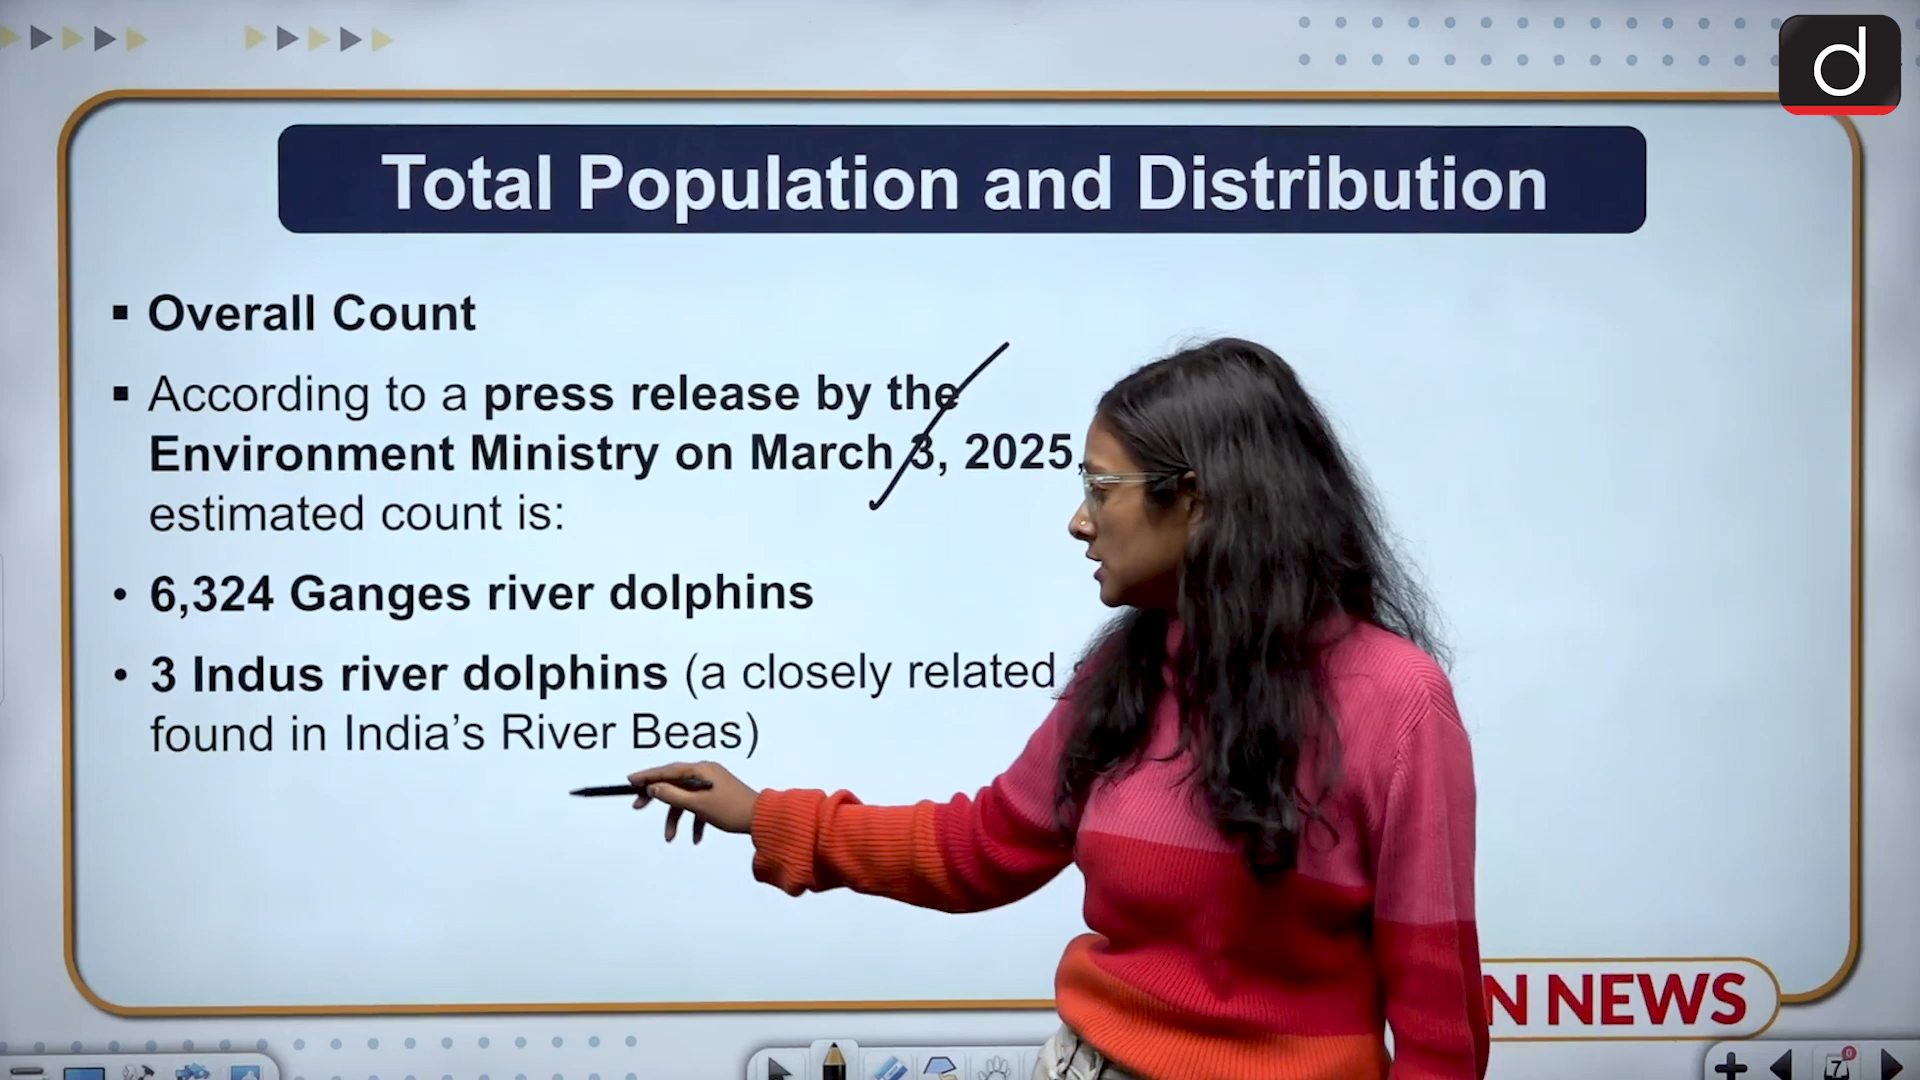 d
Total Population and Distribution
Overall Count
According to a press release by the
Environment Ministry on March 3, 2025,
estimated count is:
6,324 Ganges river dolphins
3 Indus river dolphins (a closely related
found in India’s River Beas)
N NEWS
7
0